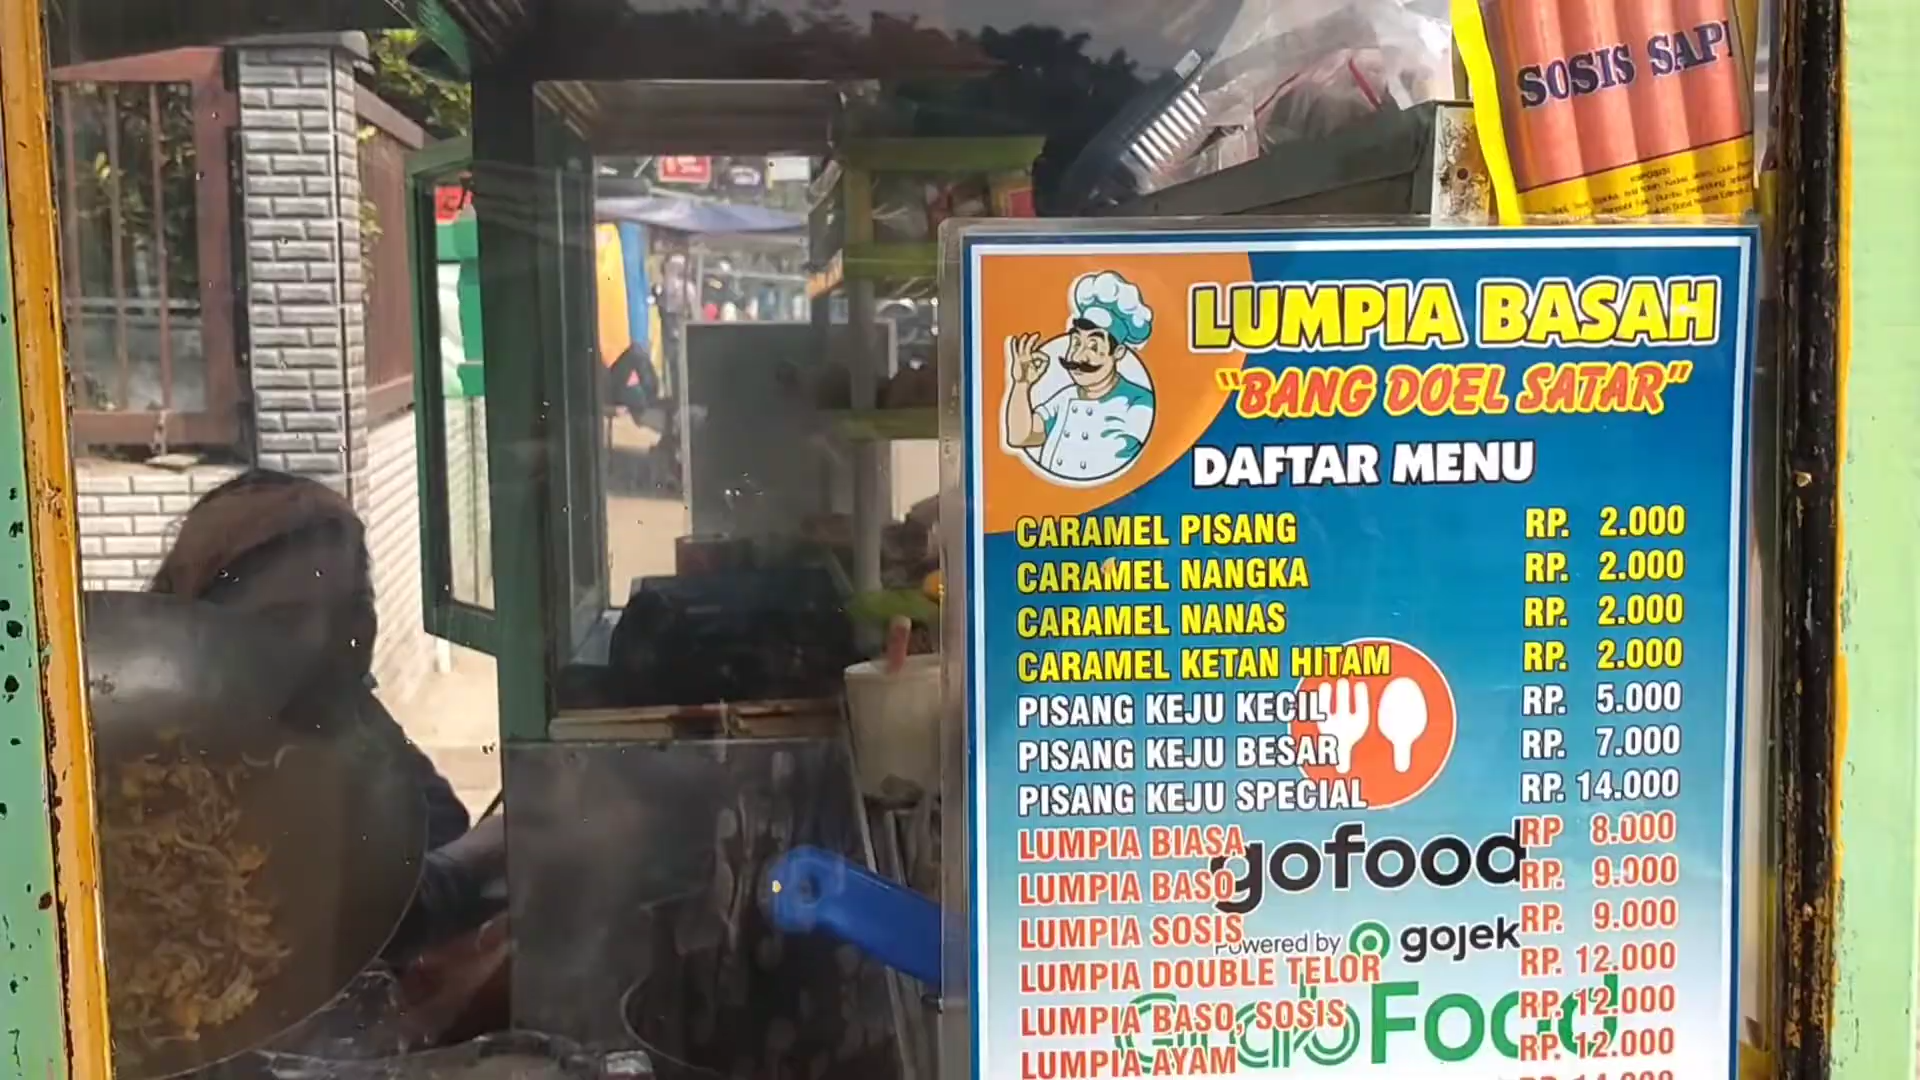 SOSIS SAPI
LUMPIA BASAH
"BANG DOEL SATAR"
DAFTAR MENU
CARAMEL PISANG RP. 2.000
CARAMEL NANGKA RP. 2.000
CARAMEL NANAS RP. 2.000
CARAMEL KETAN HITAM RP. 2.000
PISANG KEJU KECIL RP. 5.000
PISANG KEJU BESAR RP. 7.000
PISANG KEJU SPECIAL RP. 14.000
LUMPIA BIASA RP 8.000
gofood
LUMPIA BASO RP. 9.000
LUMPIA SOSIS RP. 9.000
Powered by gojek
LUMPIA DOUBLE TELOR RP. 12.000
LUMPIA BASO, SOSIS RP. 12.000
GrabFood
LUMPIA AYAM RP. 12.000